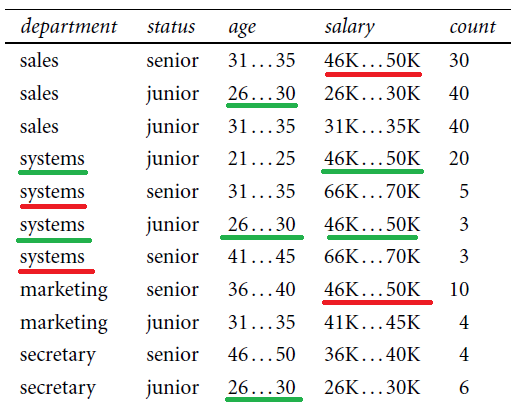 department status age salary count
sales senior 31...35 46K...50K 30
sales junior 26...30 26K...30K 40
sales junior 31...35 31K...35K 40
systems junior 21...25 46K...50K 20
systems senior 31...35 66K...70K 5
systems junior 26...30 46K...50K 3
systems senior 41...45 66K...70K 3
marketing senior 36...40 46K...50K 10
marketing junior 31...35 41K...45K 4
secretary senior 46...50 36K...40K 4
secretary junior 26...30 26K...30K 6